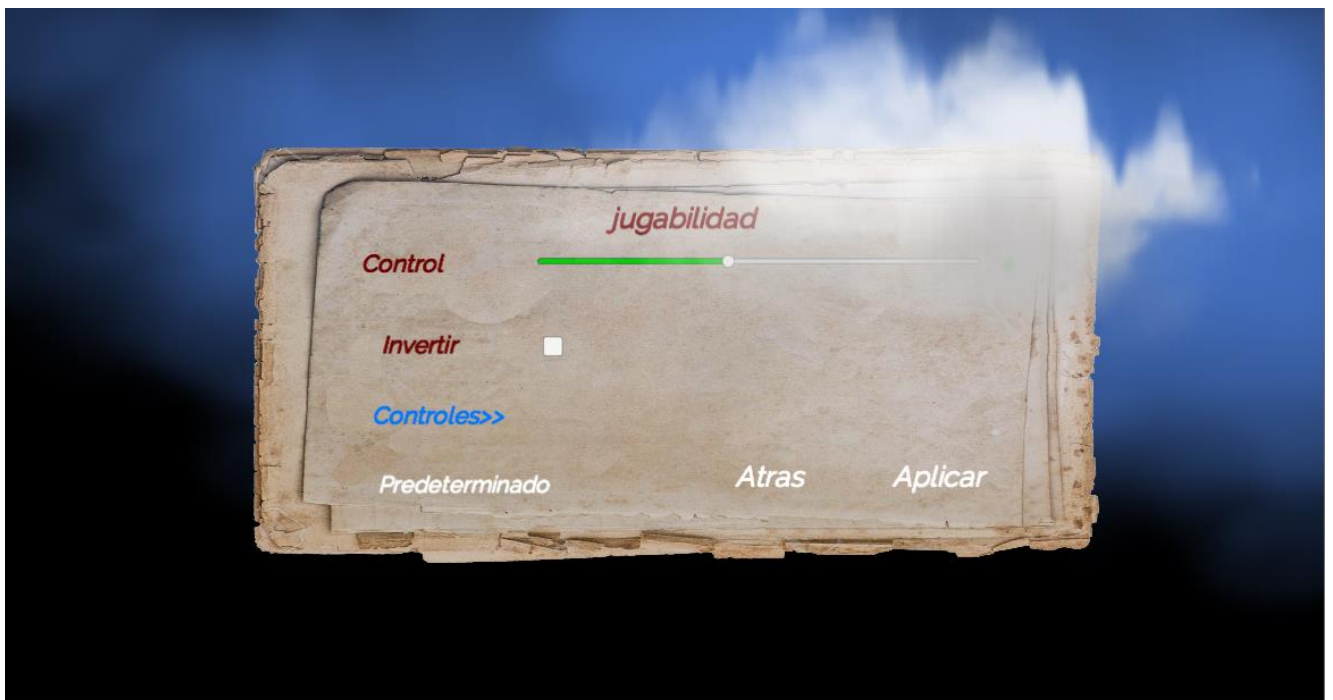 jugabilidad
Control
Invertir
Controles>>
Predeterminado
Atras
Aplicar